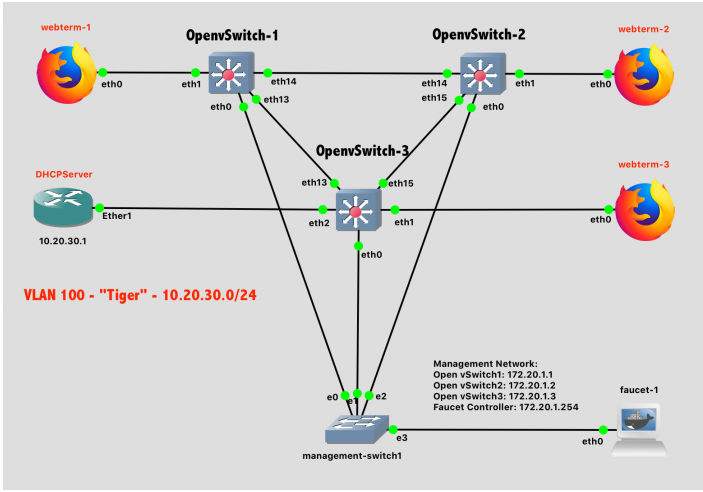 webterm-1
OpenvSwitch-1
OpenvSwitch-2
webterm-2
eth0
eth1
eth14
eth14
eth1
eth0
eth0
eth13
eth15
eth0
OpenvSwitch-3
DHCPServer
webterm-3
eth13
eth15
Ether1
eth2
eth1
eth0
10.20.30.1
eth0
VLAN 100 - "Tiger" - 10.20.30.0/24
Management Network:
Open vSwitch1: 172.20.1.1
Open vSwitch2: 172.20.1.2
Open vSwitch3: 172.20.1.3
Faucet Controller: 172.20.1.254
faucet-1
e0
e1
e2
e3
eth0
management-switch1